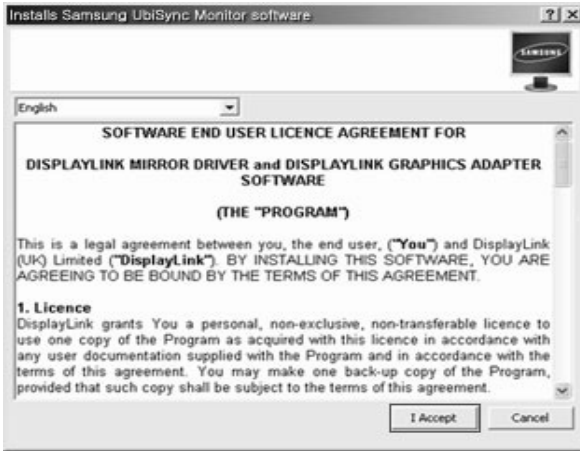 Installs Samsung UbiSync Monitor software
SAMSUNG
English
SOFTWARE END USER LICENCE AGREEMENT FOR
DISPLAYLINK MIRROR DRIVER and DISPLAYLINK GRAPHICS ADAPTER
SOFTWARE
(THE "PROGRAM")
This is a legal agreement between you, the end user, ("You") and DisplayLink
(UK) Limited ("DisplayLink"). BY INSTALLING THIS SOFTWARE, YOU ARE
AGREEING TO BE BOUND BY THE TERMS OF THIS AGREEMENT.
1. Licence
DisplayLink grants You a personal, non-exclusive, non-transferable licence to
use one copy of the Program as acquired with this licence in accordance with
any user documentation supplied with the Program and in accordance with the
terms of this agreement. You may make one back-up copy of the Program,
provided that such copy shall be subject to the terms of this agreement.
I Accept Cancel